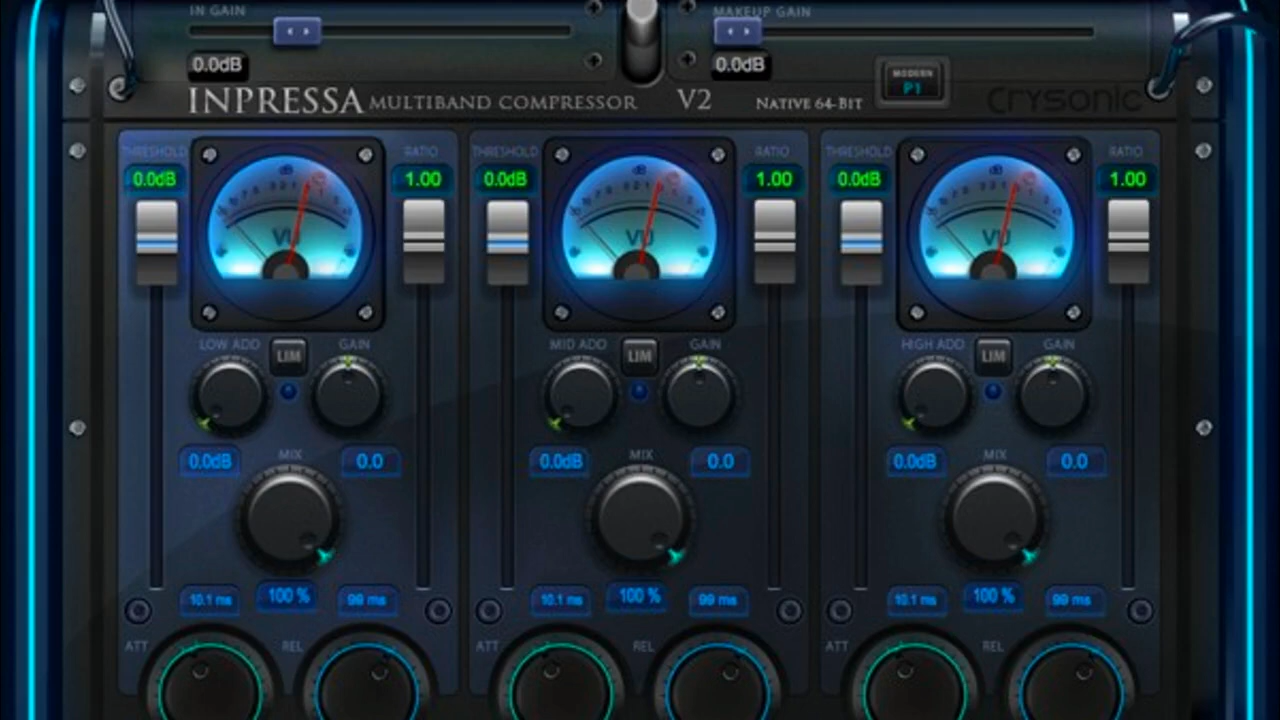 IN GAIN
MAKEUP GAIN
0.0dB
0.0dB
INPRESSA MULTIBAND COMPRESSOR V2 NATIVE 64-BIT
MODERN
P1
Crysonic
THRESHOLD RATIO THRESHOLD RATIO THRESHOLD RATIO
0.0dB 1.00 0.0dB 1.00 0.0dB 1.00
dB dB dB
VU VU VU
LOW ADD LIM GAIN MID ADD LIM GAIN HIGH ADD LIM GAIN
MIX MIX MIX
0.0dB 0.0 0.0dB 0.0 0.0dB 0.0
10.1 ms 100 % 99 ms 10.1 ms 100 % 99 ms 10.1 ms 100 % 99 ms
ATT REL ATT REL ATT REL